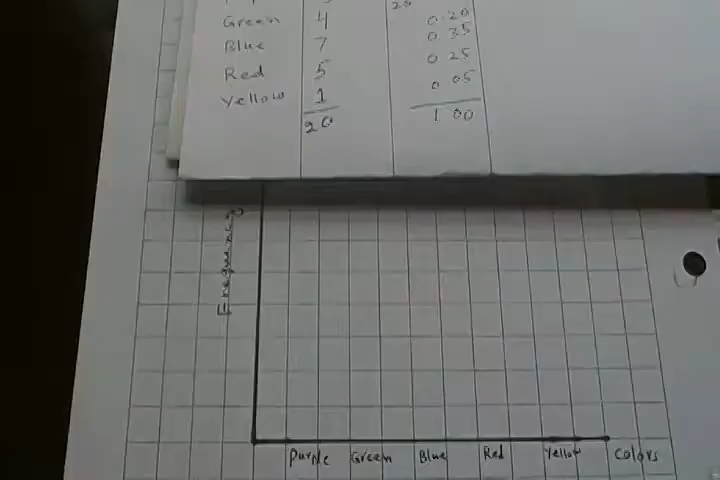 20
Green 4 0.20
Blue 7 0.35
Red 5 0.25
Yellow 1 0.05
20 1 00
Frequency
Purple Green Blue Red Yellow Colors